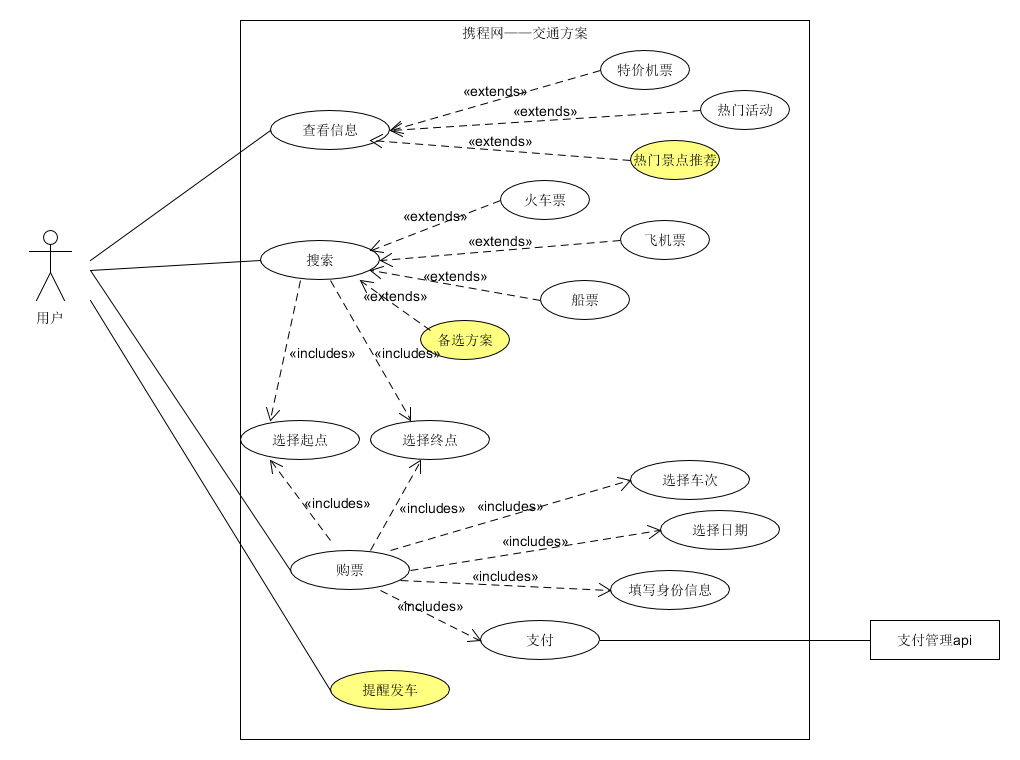 携程网——交通方案
特价机票
«extends»
热门活动
«extends»
查看信息
«extends»
热门景点推荐
火车票
«extends»
飞机票
«extends»
搜索
«extends»
船票
«extends»
用户
备选方案
«includes»
«includes»
选择起点
选择终点
选择车次
«includes»
«includes»
«includes»
选择日期
«includes»
购票
«includes»
填写身份信息
«includes»
支付
支付管理api
提醒发车